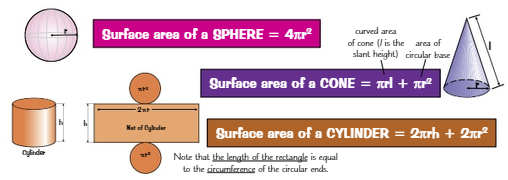 r
Surface area of a SPHERE = 4πr²
curved area
of cone (l is the
slant height)
area of
circular base
l
r
Surface area of a CONE = πrl + πr²
h
Cylinder
πr²
2πr
h
Net of Cylinder
πr²
Surface area of a CYLINDER = 2πrh + 2πr²
Note that the length of the rectangle is equal
to the circumference of the circular ends.